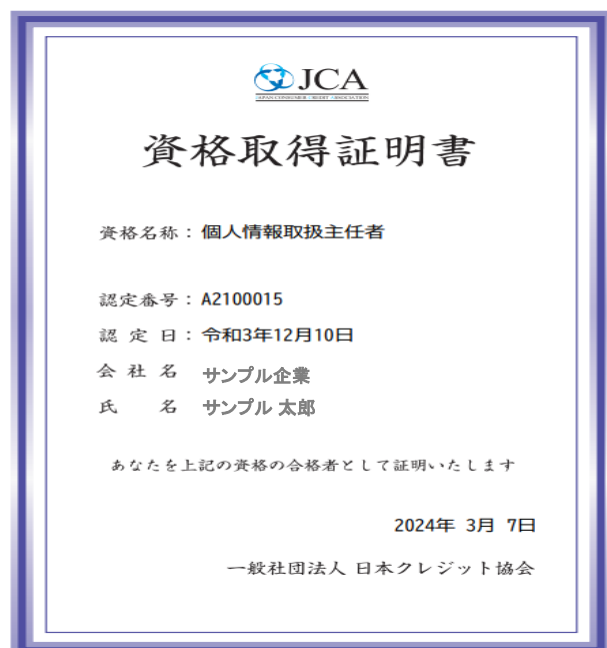 JCA
JAPAN CONSUMER CREDIT ASSOCIATION
資格取得証明書
資格名称：個人情報取扱主任者
認定番号：A2100015
認定日：令和3年12月10日
会社名 サンプル企業
氏名 サンプル 太郎
あなたを上記の資格の合格者として証明いたします
2024年 3月 7日
一般社団法人 日本クレジット協会